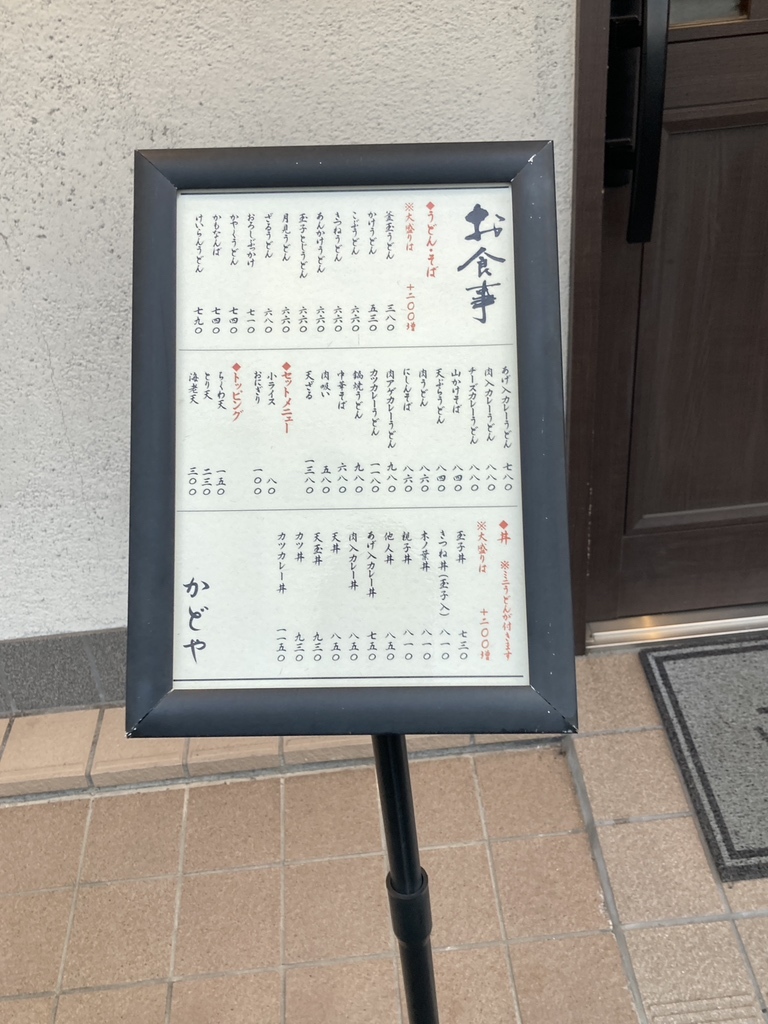 お食事
◆うどん・そば
※大盛りは 十二〇〇増
釜玉うどん 三八〇
かけうどん 五三〇
こぶうどん 六六〇
きつねうどん 六六〇
あんかけうどん 六六〇
玉子とじうどん 六六〇
月見うどん 六六〇
ざるうどん 六八〇
おろしぶっかけ 七一〇
かやくうどん 七四〇
かもなんば 七四〇
けいらんうどん 七九〇
あげ入カレーうどん 七八〇
肉入カレーうどん 八八〇
チーズカレーうどん 八八〇
山かけそば 八四〇
天ぷらうどん 八四〇
肉うどん 八六〇
にしんそば 八六〇
肉アゲカレーうどん 九八〇
カツカレーうどん 一一八〇
鍋焼うどん 九八〇
中華そば 六八〇
肉吸い 五八〇
天ざる 一三八〇
◆セットメニュー
小ライス 八〇
おにぎり 一〇〇
◆トッピング
ちくわ天 一五〇
とり天 二三〇
海老天 三〇〇
◆丼 ※ミニうどんが付きます
※大盛りは 十二〇〇増
玉子丼 七三〇
きつね丼(玉子入) 八一〇
木ノ葉丼 八一〇
親子丼 八一〇
他人丼 八五〇
あげ入カレー丼 七五〇
肉入カレー丼 八五〇
天丼 八五〇
天玉丼 九三〇
カツ丼 九三〇
カツカレー丼 一一五〇
かどや